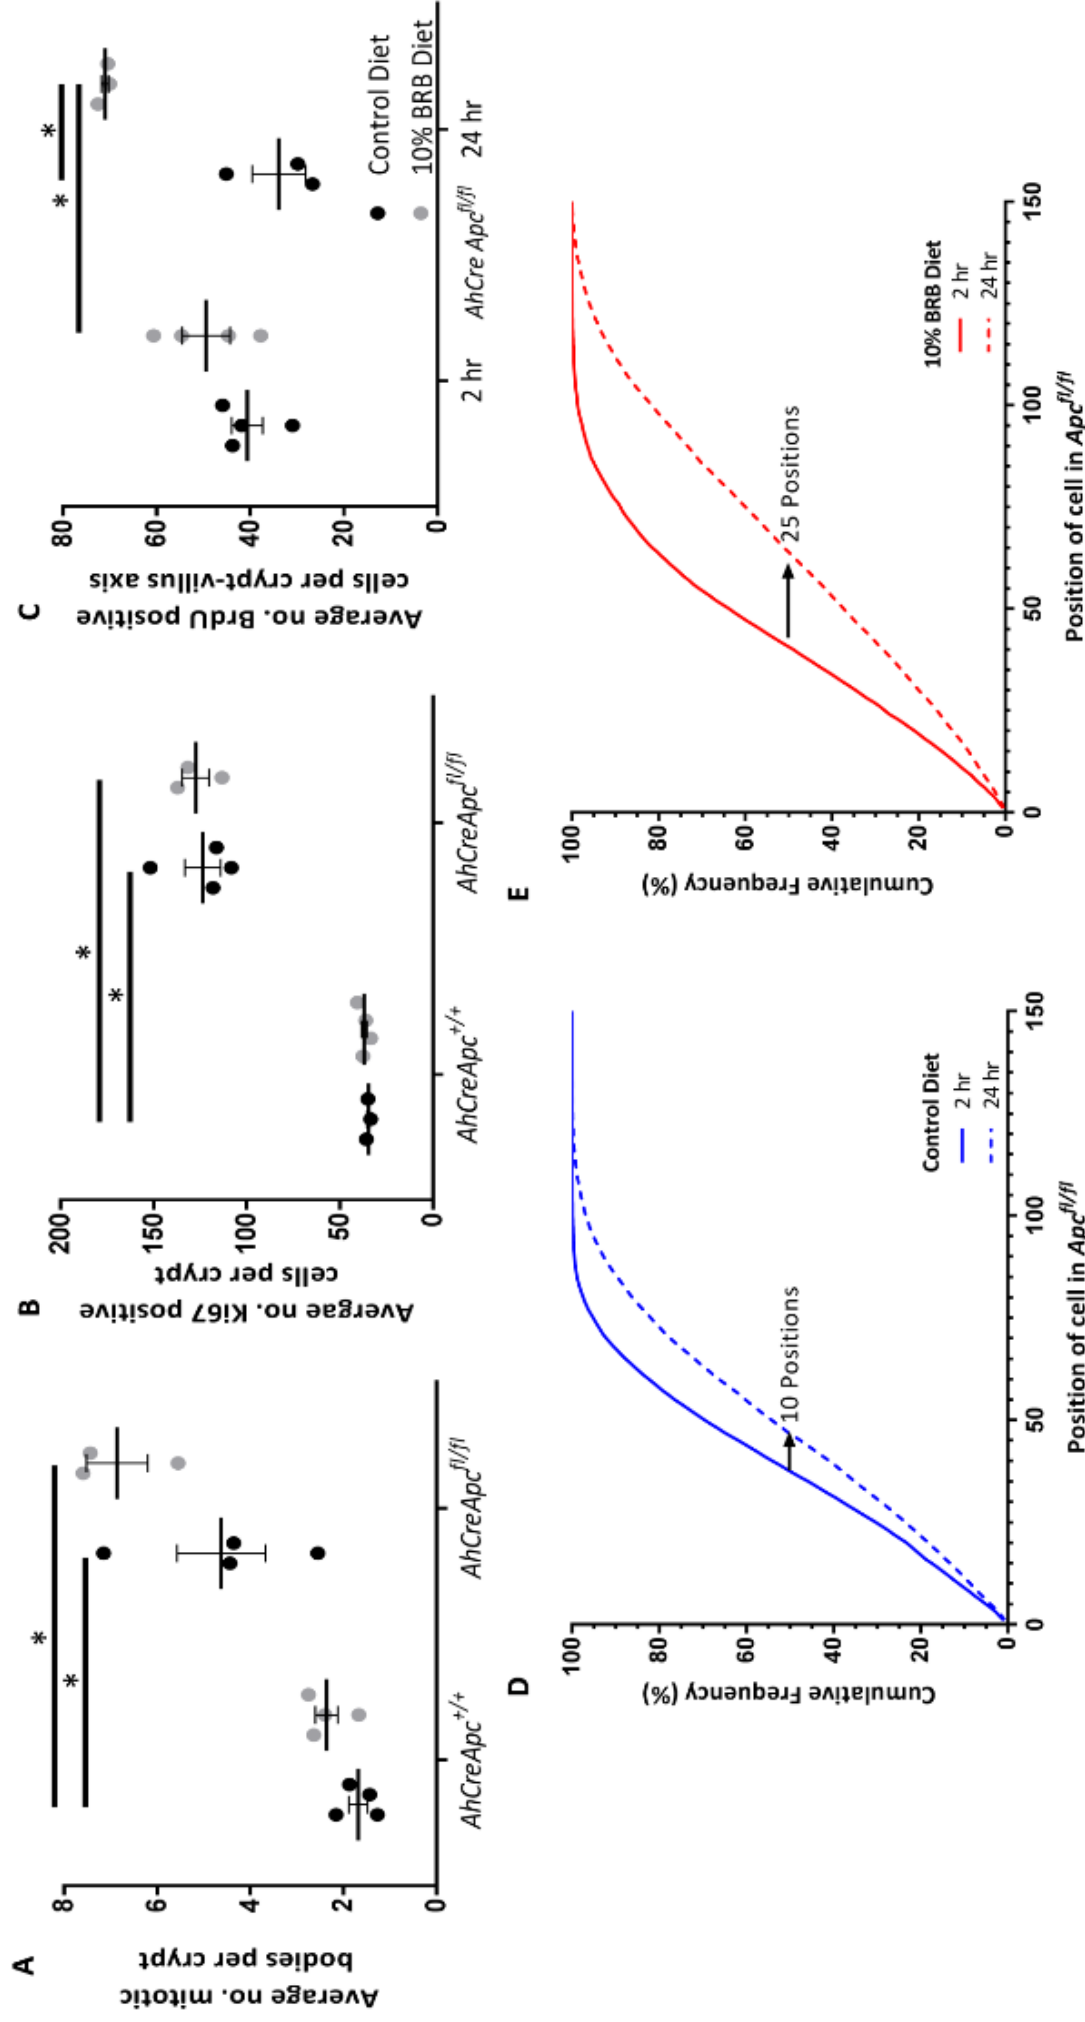 A
Average no. mitotic
bodies per crypt
8
6
4
2
0
*
*
AhCreApc+/+
AhCreApcfl/fl
B
Avergae no. Ki67 positive
cells per crypt
200
150
100
50
0
*
*
AhCreApc+/+
AhCreApcfl/fl
C
Average no. BrdU positive
cells per crypt-villus axis
80
60
40
20
0
*
*
Control Diet
10% BRB Diet
2 hr
24 hr
AhCre Apcfl/fl
D
Cumulative Frequency (%)
100
80
60
40
20
0
10 Positions
Control Diet
2 hr
24 hr
0
50
100
150
Position of cell in Apcfl/fl
E
Cumulative Frequency (%)
100
80
60
40
20
0
25 Positions
10% BRB Diet
2 hr
24 hr
0
50
100
150
Position of cell in Apcfl/fl